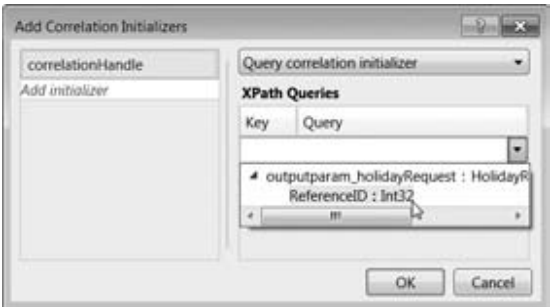 Add Correlation Initializers
correlationHandle
Add initializer
Query correlation initializer
XPath Queries
Key Query
outputparam_holidayRequest : HolidayR
ReferenceID : Int32
OK Cancel